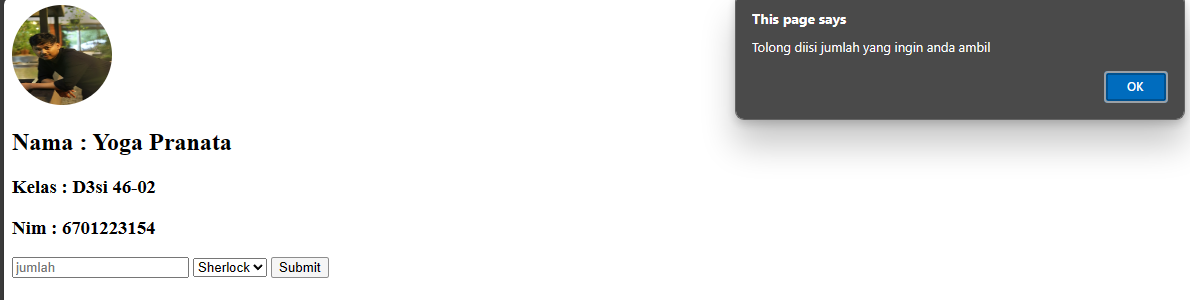 This page says
Tolong diisi jumlah yang ingin anda ambil
OK
Nama : Yoga Pranata
Kelas : D3si 46-02
Nim : 6701223154
jumlah Sherlock Submit